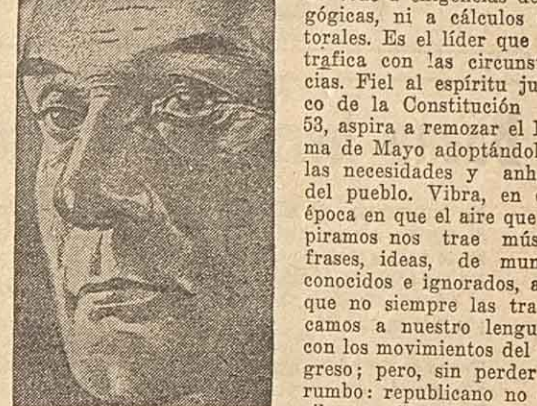 gógicas, ni a cálculos
torales. Es el líder que
trafica con las circuns
cias. Fiel al espíritu ju
co de la Constitución
53, aspira a remozar el
ma de Mayo adoptándol
las necesidades y anh
del pueblo. Vibra, en
época en que el aire que
piramos nos trae mús
frases, ideas, de mun
conocidos e ignorados, a
que no siempre las tra
camos a nuestro lengu
con los movimientos del
greso; pero, sin perder
rumbo: republicano no